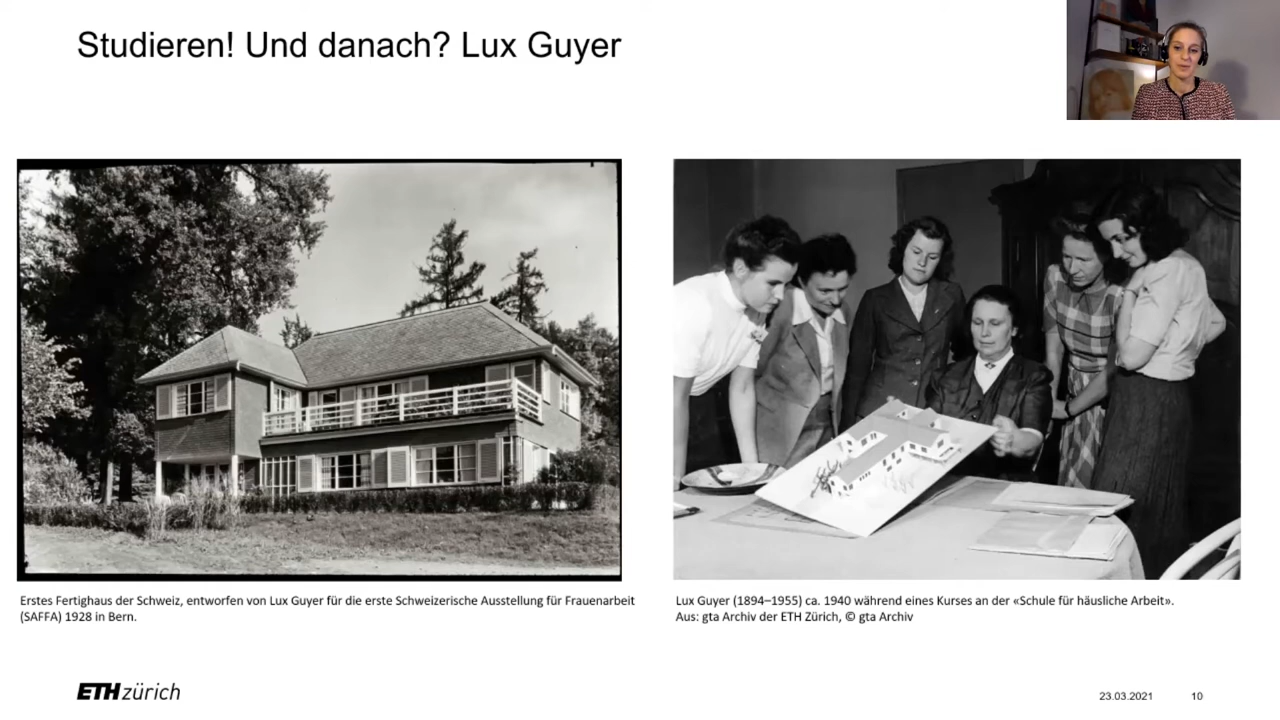 Studieren! Und danach? Lux Guyer
Erstes Fertighaus der Schweiz, entworfen von Lux Guyer für die erste Schweizerische Ausstellung für Frauenarbeit
(SAFFA) 1928 in Bern.
Lux Guyer (1894–1955) ca. 1940 während eines Kurses an der «Schule für häusliche Arbeit».
Aus: gta Archiv der ETH Zürich, © gta Archiv
ETH zürich
23.03.2021
10